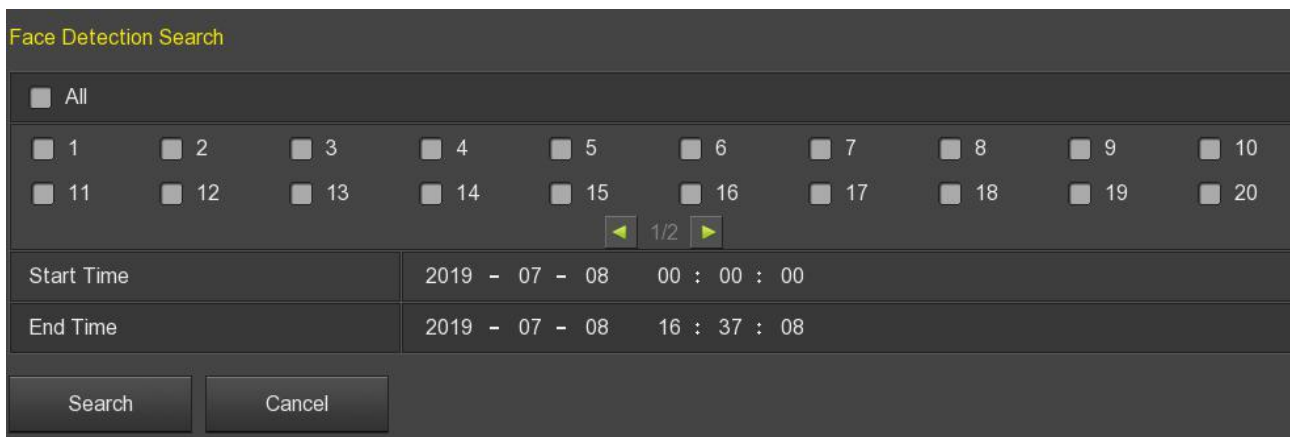 Face Detection Search
All
1 2 3 4 5 6 7 8 9 10
11 12 13 14 15 16 17 18 19 20
1/2
Start Time 2019 - 07 - 08 00 : 00 : 00
End Time 2019 - 07 - 08 16 : 37 : 08
Search Cancel